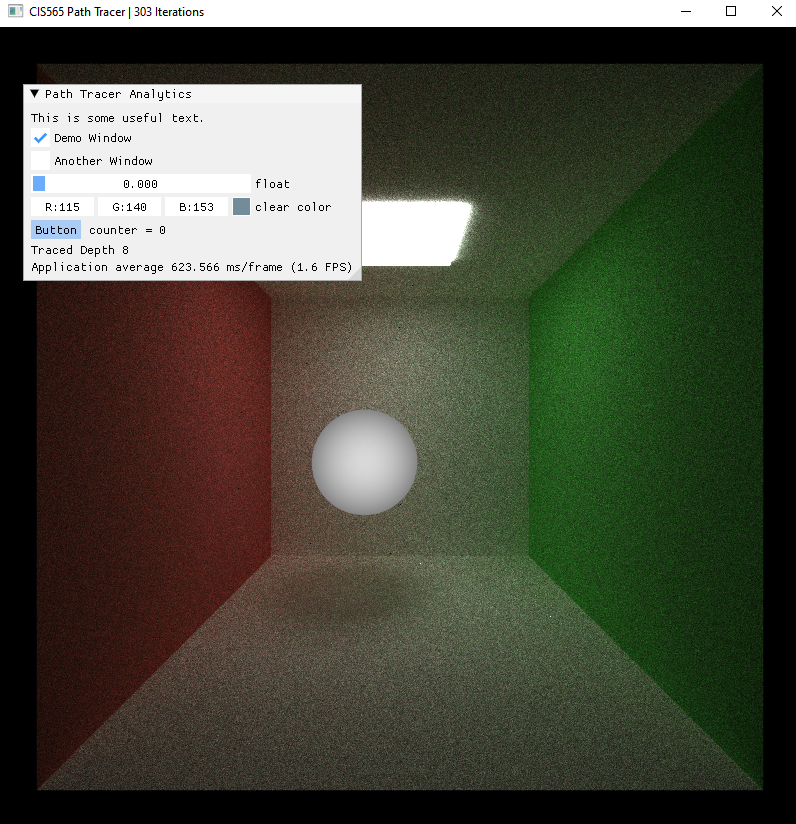 CIS565 Path Tracer | 303 Iterations
Path Tracer Analytics
This is some useful text.
Demo Window
Another Window
0.000 float
R:115 G:140 B:153 clear color
Button counter = 0
Traced Depth 8
Application average 623.566 ms/frame (1.6 FPS)